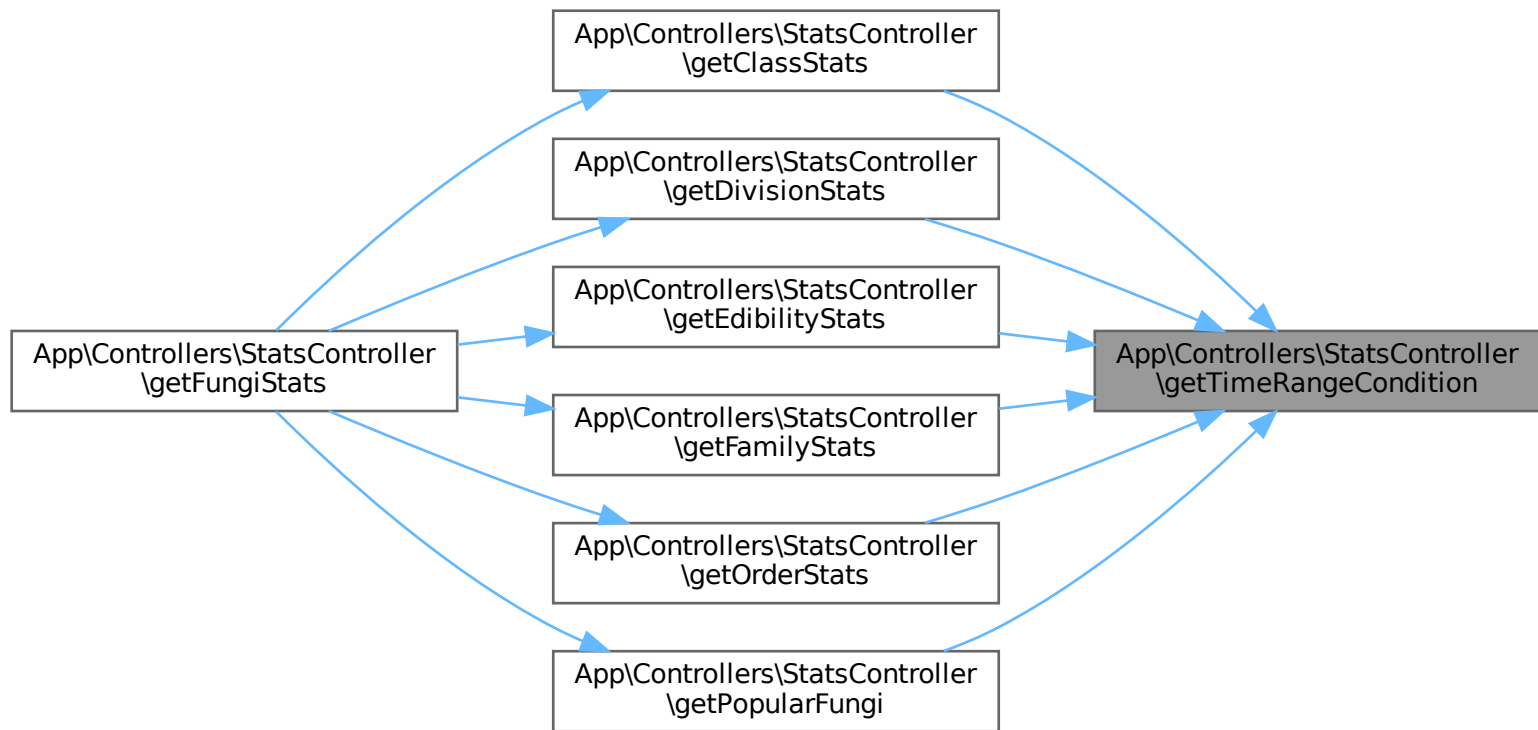 App\Controllers\StatsController
\getClassStats
App\Controllers\StatsController
\getDivisionStats
App\Controllers\StatsController
\getEdibilityStats
App\Controllers\StatsController
\getFungiStats
App\Controllers\StatsController
\getTimeRangeCondition
App\Controllers\StatsController
\getFamilyStats
App\Controllers\StatsController
\getOrderStats
App\Controllers\StatsController
\getPopularFungi